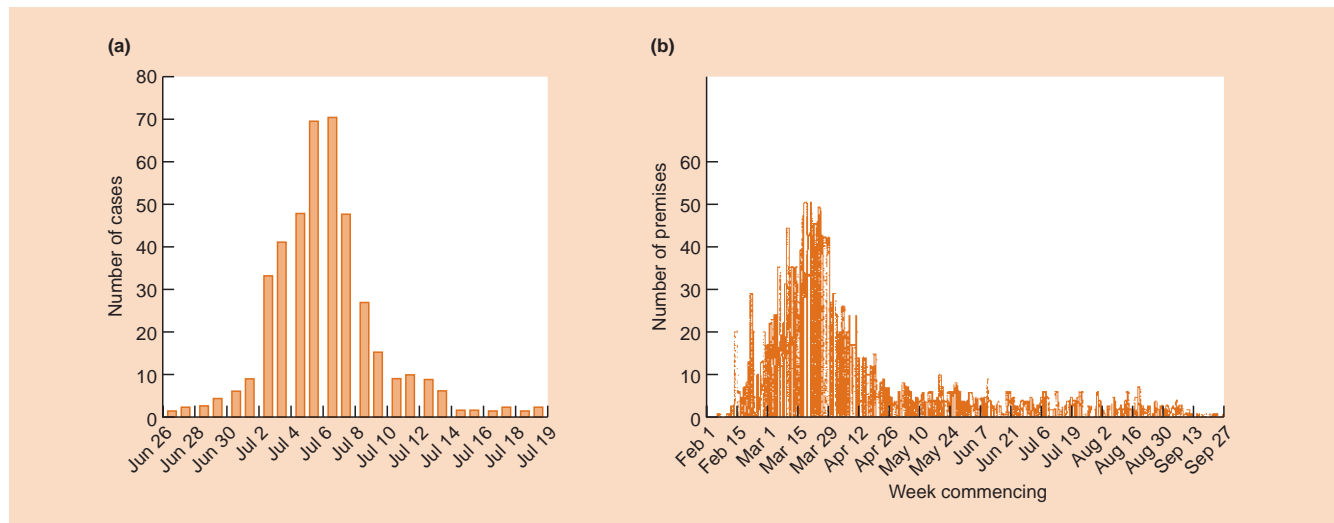 (a)
Number of cases
80
70
60
50
40
30
20
10
0
Jun 26
Jun 28
Jun 30
Jul 2
Jul 4
Jul 6
Jul 8
Jul 10
Jul 12
Jul 14
Jul 16
Jul 18
Jul 19
(b)
Number of premises
60
50
40
30
20
10
0
Feb 1
Feb 15
Mar 1
Mar 15
Mar 29
Apr 12
Apr 26
May 10
May 24
Jun 7
Jun 21
Jul 6
Jul 19
Aug 2
Aug 16
Aug 30
Sep 13
Sep 27
Week commencing